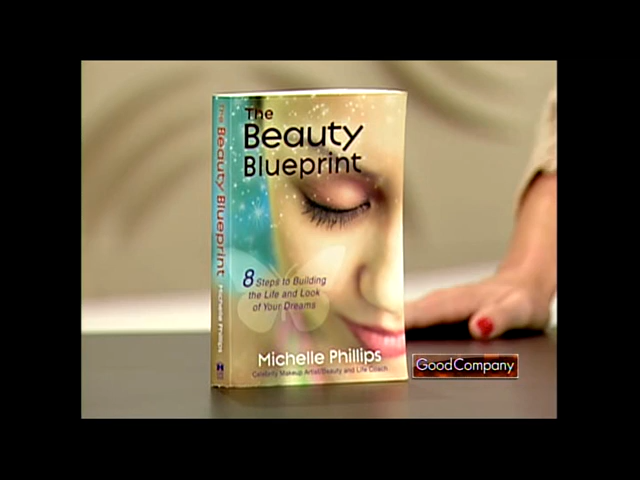 The
Beauty
Blueprint
8 Steps to Building
the Life and Look
of Your Dreams
Michelle Phillips
Celebrity Makeup Artist/Beauty and Life Coach
The Beauty Blueprint Michelle Phillips
GoodCompany